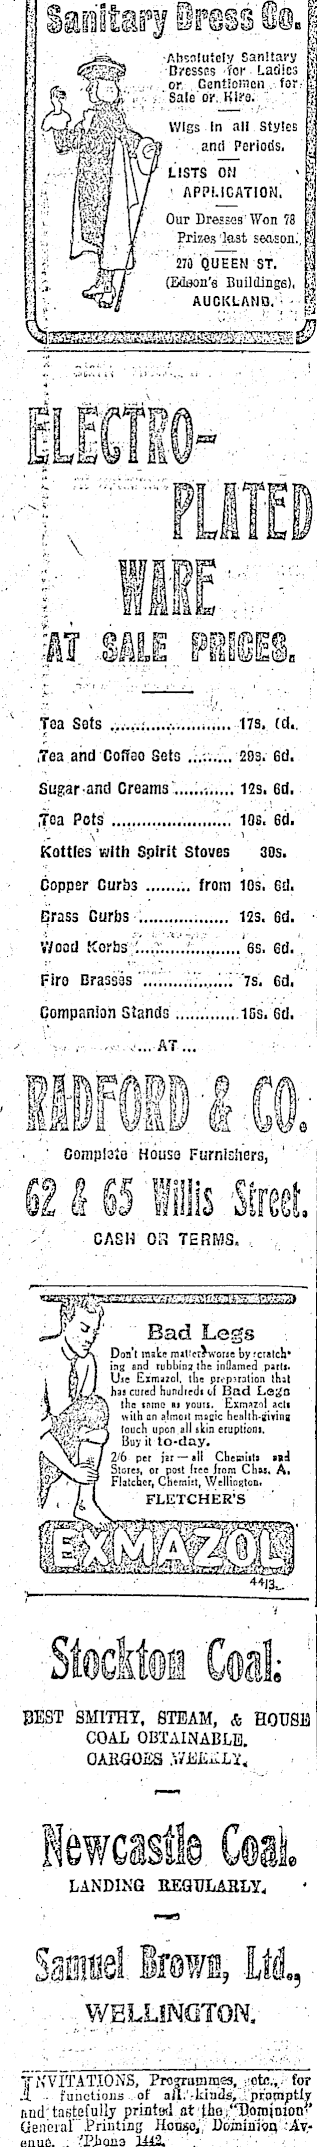 Sanitary Dress Co.
Absolutely Sanitary
Dresses for Ladies
or Gentlemen for
Sale or Hire.
Wigs in all Styles
and Periods.
LISTS ON
APPLICATION.
Our Dresses Won 78
Prizes last season.
270 QUEEN ST.
(Edson's Buildings),
AUCKLAND.
ELECTRO-
PLATED
WARE
AT SALE PRICES.
Tea Sets ........................ 17s. 6d.
Tea and Coffee Sets ......... 29s. 6d.
Sugar and Creams ............ 12s. 6d.
Tea Pots ........................ 10s. 6d.
Kettles with Spirit Stoves 30s.
Copper Curbs ......... from 10s. 6d.
Brass Curbs .................. 12s. 6d.
Wood Kerbs ..................... 6s. 6d.
Fire Brasses .................. 7s. 6d.
Companion Stands ............ 15s. 6d.
... AT ...
RADFORD & CO.
Complete House Furnishers,
62 & 65 Willis Street.
CASH OR TERMS.
Bad Legs
Don't make matters worse by scratch-
ing and rubbing the inflamed parts.
Use Exmazol, the preparation that
has cured hundreds of Bad Legs
the same as yours. Exmazol acts
with an almost magic health-giving
touch upon all skin eruptions.
Buy it to-day.
2/6 per jar — all Chemists and
Stores, or post free from Chas. A.
Flatcher, Chemist, Wellington.
FLETCHER'S
EXMAZOL
4413
Stockton Coal.
BEST SMITHY, STEAM, & HOUSE
COAL OBTAINABLE.
CARGOES WEEKLY.
Newcastle Coal.
LANDING REGULARLY.
Samuel Brown, Ltd.,
WELLINGTON.
INVITATIONS, Programmes, etc., for
functions of all kinds, promptly
and tastefully printed at the "Dominion"
General Printing House, Dominion Av-
enue. 'Phone 1442.